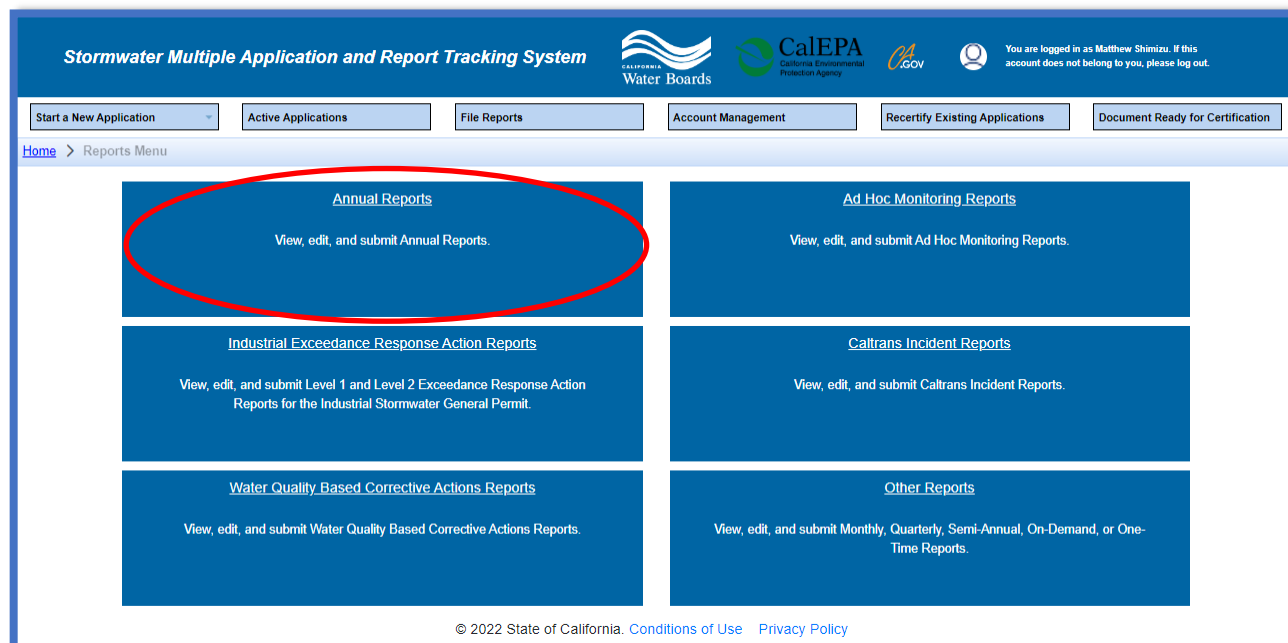 Stormwater Multiple Application and Report Tracking System
CALIFORNIA
Water Boards
CalEPA
California Environmental
Protection Agency
CA.GOV
You are logged in as Matthew Shimizu. If this
account does not belong to you, please log out.
Start a New Application
Active Applications
File Reports
Account Management
Recertify Existing Applications
Document Ready for Certification
Home > Reports Menu
Annual Reports
View, edit, and submit Annual Reports.
Ad Hoc Monitoring Reports
View, edit, and submit Ad Hoc Monitoring Reports.
Industrial Exceedance Response Action Reports
View, edit, and submit Level 1 and Level 2 Exceedance Response Action
Reports for the Industrial Stormwater General Permit.
Caltrans Incident Reports
View, edit, and submit Caltrans Incident Reports.
Water Quality Based Corrective Actions Reports
View, edit, and submit Water Quality Based Corrective Actions Reports.
Other Reports
View, edit, and submit Monthly, Quarterly, Semi-Annual, On-Demand, or One-
Time Reports.
© 2022 State of California. Conditions of Use Privacy Policy